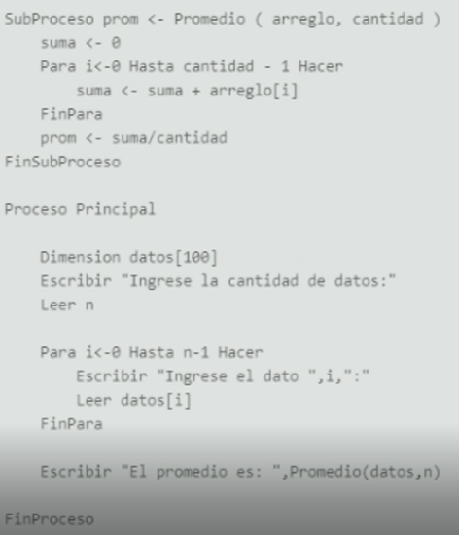 SubProceso prom <- Promedio ( arreglo, cantidad )
suma <- 0
Para i<-0 Hasta cantidad - 1 Hacer
suma <- suma + arreglo[i]
FinPara
prom <- suma/cantidad
FinSubProceso
Proceso Principal
Dimension datos[100]
Escribir "Ingrese la cantidad de datos:"
Leer n
Para i<-0 Hasta n-1 Hacer
Escribir "Ingrese el dato ",i,":"
Leer datos[i]
FinPara
Escribir "El promedio es: ",Promedio(datos,n)
FinProceso